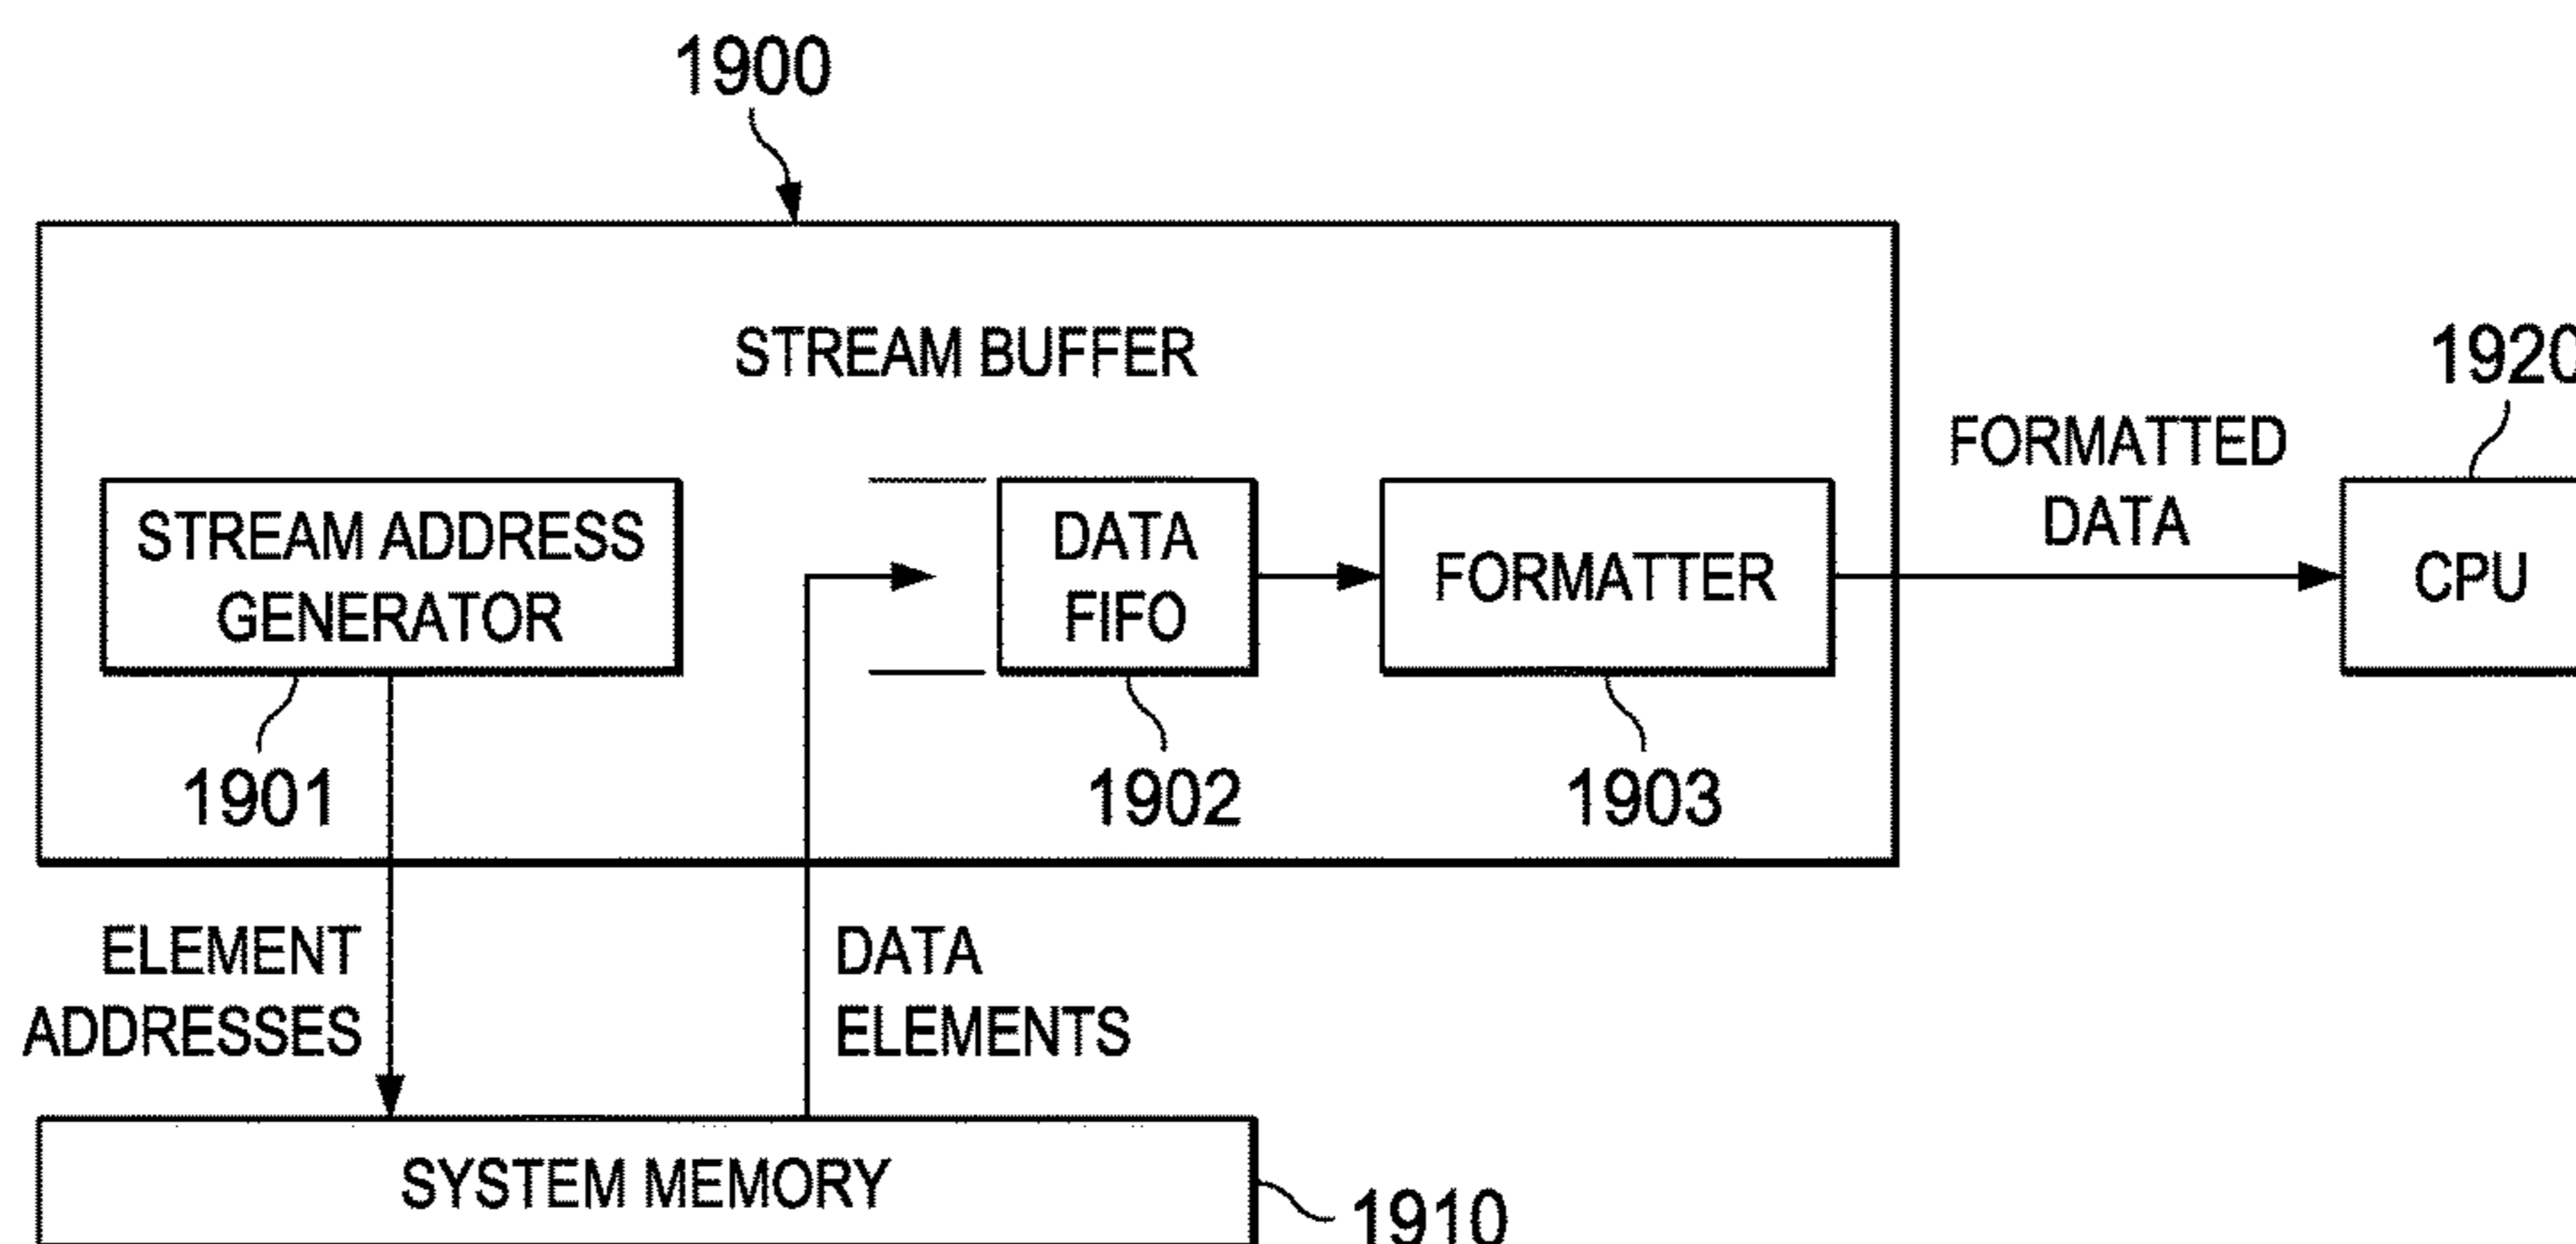 1900
STREAM BUFFER
1920
FORMATTED
DATA
STREAM ADDRESS
GENERATOR
DATA
FIFO
FORMATTER
CPU
1901
1902
1903
ELEMENT
ADDRESSES
DATA
ELEMENTS
SYSTEM MEMORY
1910